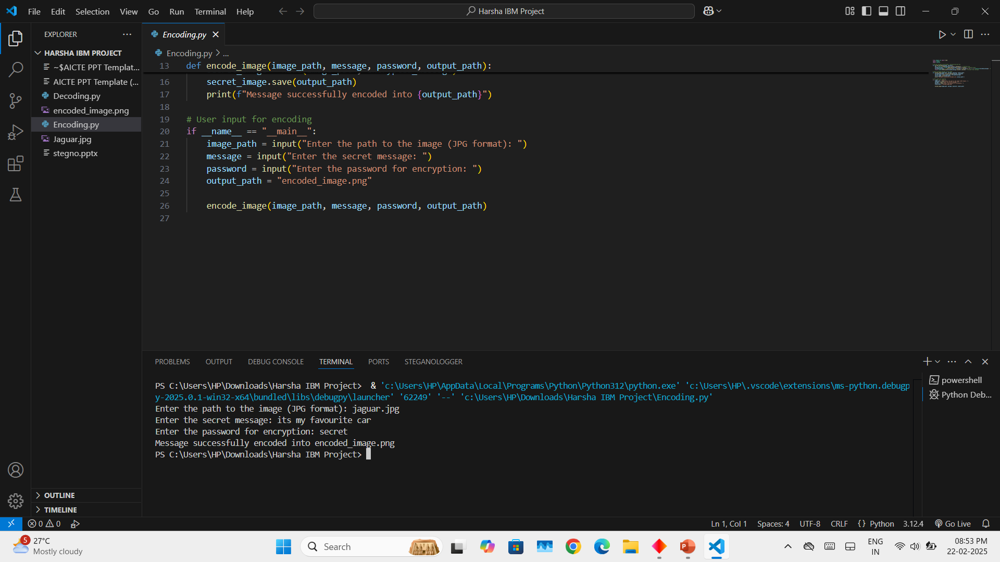 File Edit Selection View Go Run Terminal Help
Harsha IBM Project
EXPLORER
HARSHA IBM PROJECT
~$AICTE PPT Templat...
AICTE PPT Template (...
Decoding.py
encoded_image.png
Encoding.py
Jaguar.jpg
stegno.pptx
OUTLINE
TIMELINE
Encoding.py
Encoding.py > ...
13 def encode_image(image_path, message, password, output_path):
16 secret_image.save(output_path)
17 print(f"Message successfully encoded into {output_path}")
18
19 # User input for encoding
20 if __name__ == "__main__":
21 image_path = input("Enter the path to the image (JPG format): ")
22 message = input("Enter the secret message: ")
23 password = input("Enter the password for encryption: ")
24 output_path = "encoded_image.png"
25
26 encode_image(image_path, message, password, output_path)
27
PROBLEMS OUTPUT DEBUG CONSOLE TERMINAL PORTS STEGANOLOGGER
PS C:\Users\HP\Downloads\Harsha IBM Project>  & 'c:\Users\HP\AppData\Local\Programs\Python\Python312\python.exe' 'c:\Users\HP\.vscode\extensions\ms-python.debugp
y-2025.0.1-win32-x64\bundled\libs\debugpy\launcher' '62249' '--' 'c:\Users\HP\Downloads\Harsha IBM Project\Encoding.py'
Enter the path to the image (JPG format): jaguar.jpg
Enter the secret message: its my favourite car
Enter the password for encryption: secret
Message successfully encoded into encoded_image.png
PS C:\Users\HP\Downloads\Harsha IBM Project>
powershell
Python Deb...
0 0
Ln 1, Col 1 Spaces: 4 UTF-8 CRLF {} Python 3.12.4 Go Live
5
27°C
Mostly cloudy
Search
ENG
IN
08:53 PM
22-02-2025